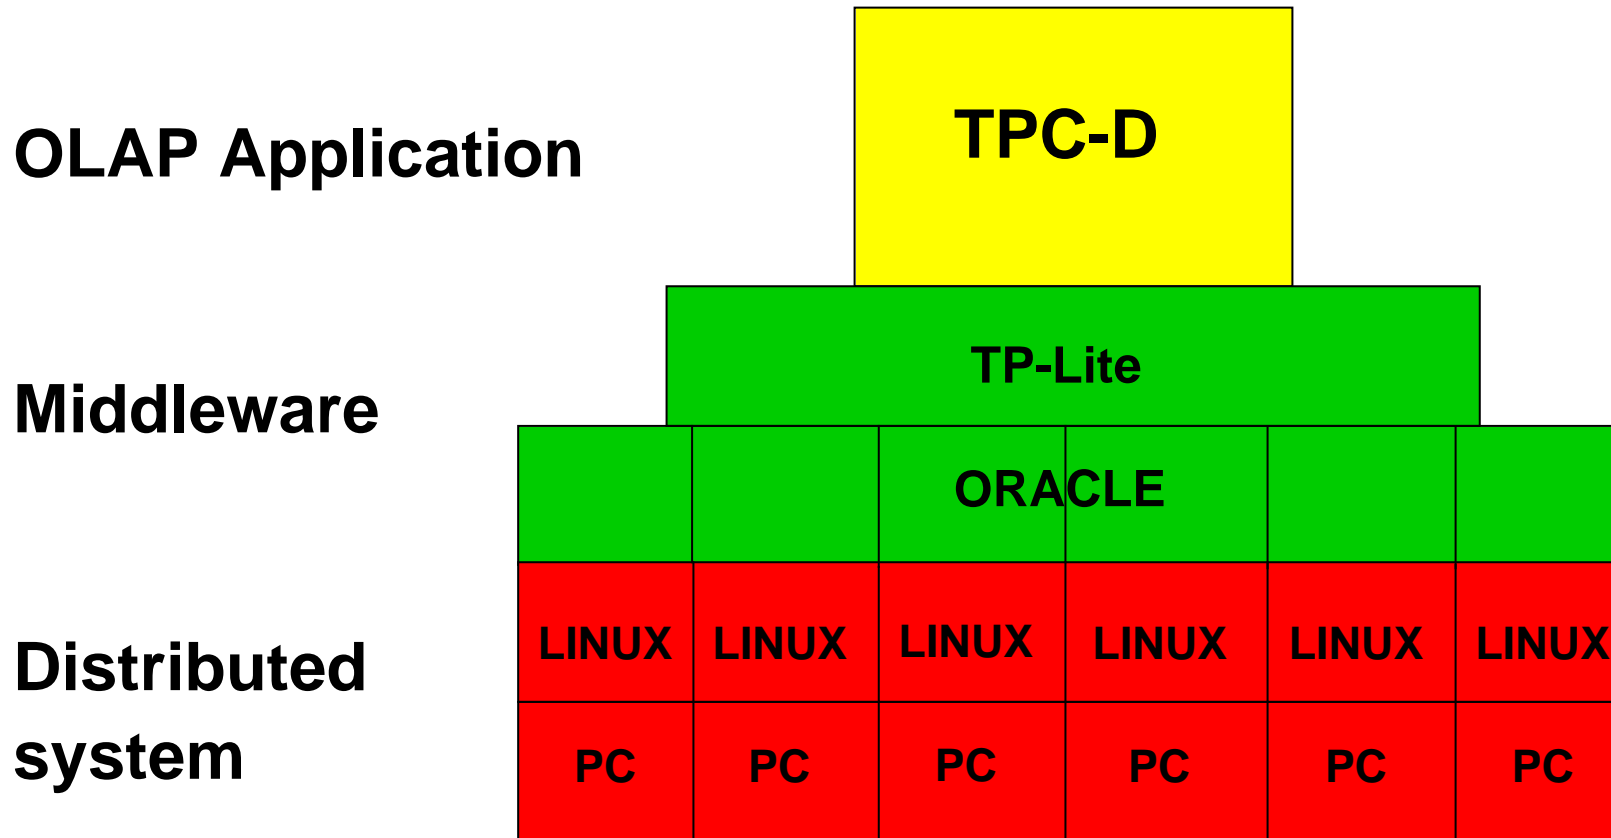 TPC-D
OLAP Application
TP-Lite
Middleware
ORACLE
LINUX LINUX LINUX LINUX LINUX LINUX
Distributed
system
PC PC PC PC PC PC